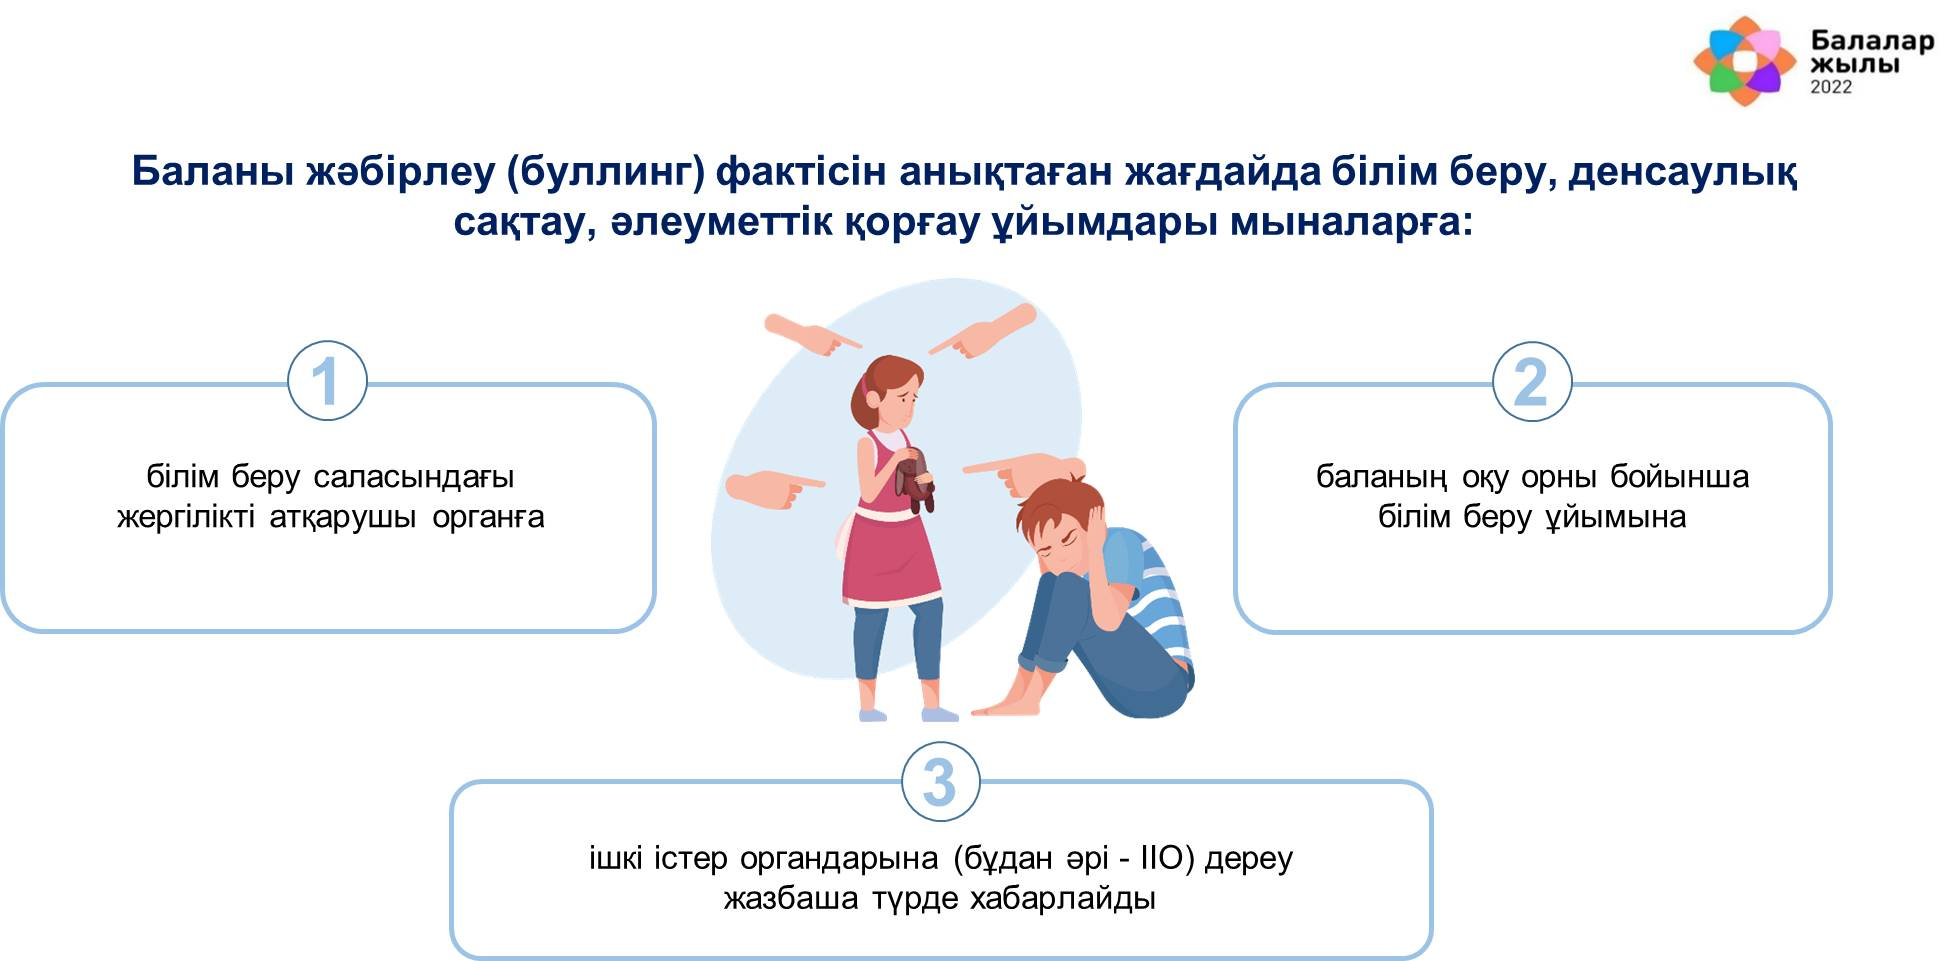 Балалар
жылы
2022
Баланы жәбірлеу (буллинг) фактісін анықтаған жағдайда білім беру, денсаулық
сақтау, әлеуметтік қорғау ұйымдары мыналарға:
1
білім беру саласындағы
жергілікті атқарушы органға
2
баланың оқу орны бойынша
білім беру ұйымына
3
ішкі істер органдарына (бұдан әрі - ІІО) дереу
жазбаша түрде хабарлайды